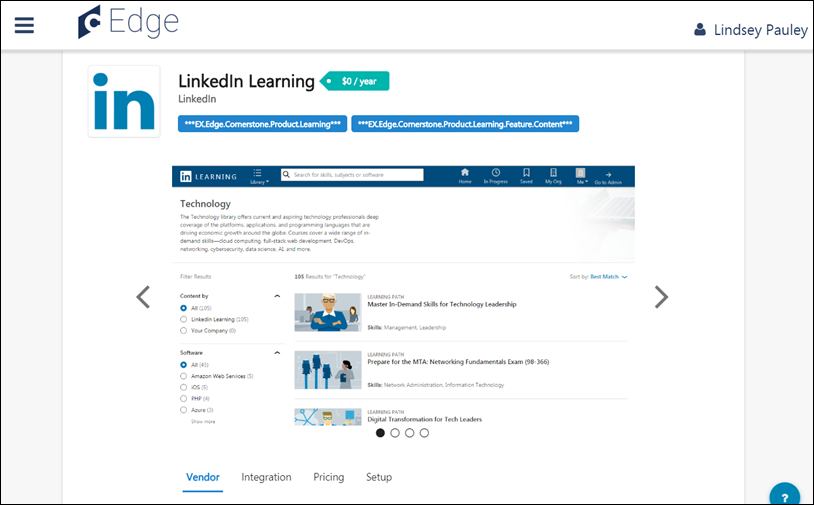 Edge
Lindsey Pauley
in
LinkedIn Learning
$0 / year
LinkedIn
***EX.Edge.Cornerstone.Product.Learning***
***EX.Edge.Cornerstone.Product.Learning.Feature.Content***
in LEARNING
Library
Search for skills, subjects or software
Home
In Progress
Saved
My Org
Me
Go to Admin
Technology
The Technology library offers current and aspiring technology professionals deep
coverage of the platforms, applications, and programming languages that are
driving economic growth around the globe. Courses cover a wide range of in-
demand skills—cloud computing, full-stack web development, DevOps
networking, cybersecurity, data science, AI, and more.
Filter Results
105 Results for "Technology"
Sort by: Best Match
Content by
All (105)
LinkedIn Learning (105)
Your Company (0)
Software
All (45)
Amazon Web Services (5)
iOS (5)
PHP (4)
Azure (3)
Show more
LEARNING PATH
Master In-Demand Skills for Technology Leadership
Skills: Management, Leadership
LEARNING PATH
Prepare for the MTA: Networking Fundamentals Exam (98-366)
Skills: Network Administration, Information Technology
LEARNING PATH
Digital Transformation for Tech Leaders
Vendor
Integration
Pricing
Setup
?